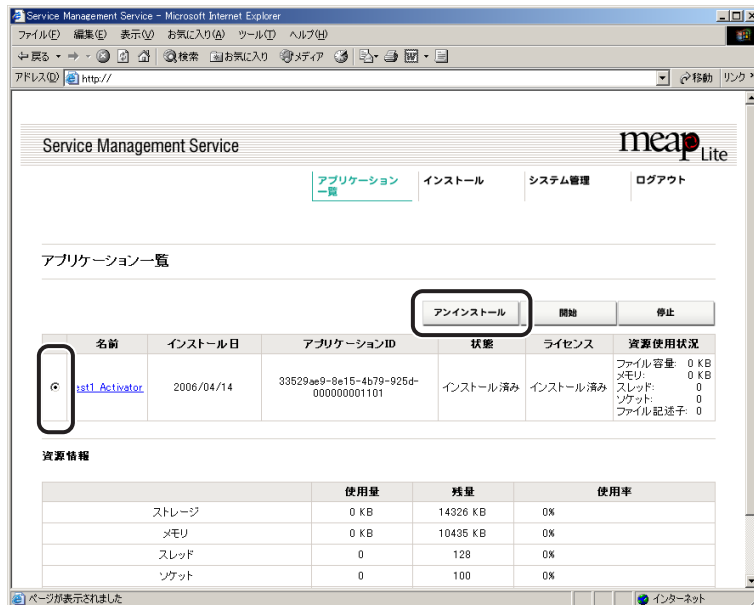 Service Management Service - Microsoft Internet Explorer
ファイル(F) 編集(E) 表示(V) お気に入り(A) ツール(T) ヘルプ(H)
戻る 検索 お気に入り メディア
アドレス(D) http:// 移動 リンク
Service Management Service
meap Lite
アプリケーション
一覧
インストール
システム管理
ログアウト
アプリケーション一覧
アンインストール 開始 停止
名前 インストール日 アプリケーションID 状態 ライセンス 資源使用状況
est1 Activator 2006/04/14 33529ae9-8e15-4b79-925d-
000000001101
インストール済み インストール済み
ファイル容量: 0 KB
メモリ: 0 KB
スレッド: 0
ソケット: 0
ファイル記述子: 0
資源情報
使用量 残量 使用率
ストレージ 0 KB 14326 KB 0%
メモリ 0 KB 10435 KB 0%
スレッド 0 128 0%
ソケット 0 100 0%
ページが表示されました インターネット